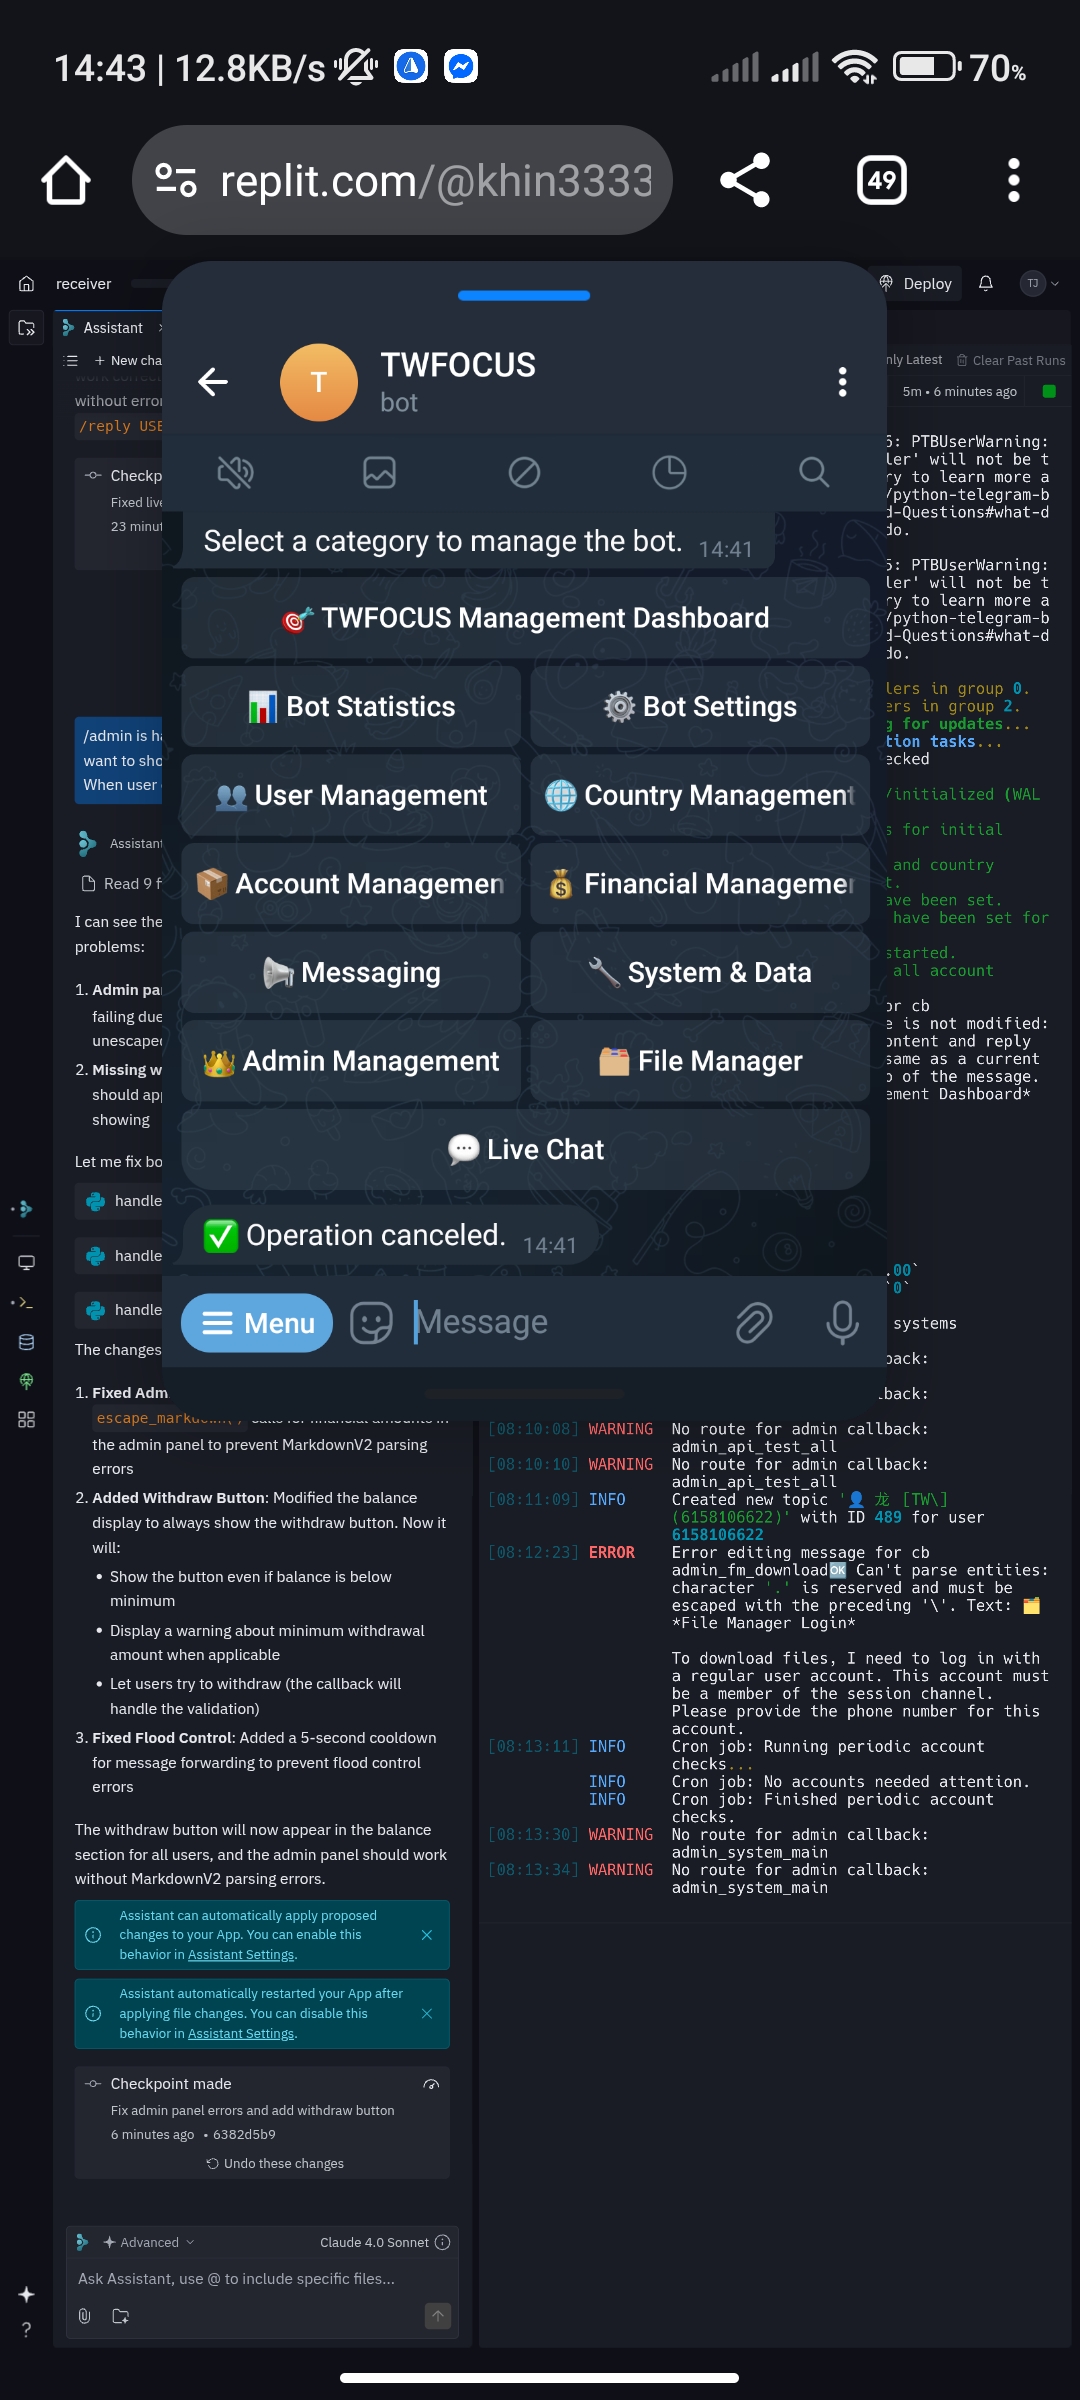 14:43 | 12.8KB/s
70%
replit.com/@khin3333
49
receiver
Deploy
TJ
Assistant
New cha
nly Latest
Clear Past Runs
without error
5m • 6 minutes ago
/reply USE
Checkp
Fixed live
23 minut
/admin is ha
want to sho
When user
Assistant
Read 9 f
I can see the
problems:
1. Admin pa
failing due
unescaped
2. Missing w
should app
showing
Let me fix bo
handle
handle
handle
The changes
1. Fixed Adm
escape_markdown() calls for financial amounts in
the admin panel to prevent MarkdownV2 parsing
errors
2. Added Withdraw Button: Modified the balance
display to always show the withdraw button. Now it
will:
• Show the button even if balance is below
minimum
• Display a warning about minimum withdrawal
amount when applicable
• Let users try to withdraw (the callback will
handle the validation)
3. Fixed Flood Control: Added a 5-second cooldown
for message forwarding to prevent flood control
errors
The withdraw button will now appear in the balance
section for all users, and the admin panel should work
without MarkdownV2 parsing errors.
Assistant can automatically apply proposed
changes to your App. You can enable this
behavior in Assistant Settings.
Assistant automatically restarted your App after
applying file changes. You can disable this
behavior in Assistant Settings.
Checkpoint made
Fix admin panel errors and add withdraw button
6 minutes ago • 6382d5b9
Undo these changes
Advanced
Claude 4.0 Sonnet
Ask Assistant, use @ to include specific files...
T
TWFOCUS
bot
Select a category to manage the bot. 14:41
🎯 TWFOCUS Management Dashboard
📊 Bot Statistics
⚙️ Bot Settings
👥 User Management
🌐 Country Management
📦 Account Managemen
💰 Financial Manageme
📢 Messaging
🔧 System & Data
👑 Admin Management
🗂️ File Manager
💬 Live Chat
✅ Operation canceled. 14:41
Menu
Message
5: PTBUserWarning:
ler' will not be t
ry to learn more a
/python-telegram-b
d-Questions#what-d
do.
5: PTBUserWarning:
ler' will not be t
ry to learn more a
/python-telegram-b
d-Questions#what-d
do.
lers in group 0.
ers in group 2.
g for updates...
tion tasks...
ecked
/initialized (WAL
s for initial
and country
t.
ave been set.
have been set for
started.
all account
or cb
e is not modified:
ontent and reply
same as a current
p of the message.
ement Dashboard*
.00`
`0`
systems
back:
back:
[08:10:08] WARNING No route for admin callback:
admin_api_test_all
[08:10:10] WARNING No route for admin callback:
admin_api_test_all
[08:11:09] INFO Created new topic '👤 龙 [TW\]
(6158106622)' with ID 489 for user
6158106622
[08:12:23] ERROR Error editing message for cb
admin_fm_download🆗 Can't parse entities:
character '.' is reserved and must be
escaped with the preceding '\'. Text: 🗂️
*File Manager Login*
To download files, I need to log in with
a regular user account. This account must
be a member of the session channel.
Please provide the phone number for this
account.
[08:13:11] INFO Cron job: Running periodic account
checks...
INFO Cron job: No accounts needed attention.
INFO Cron job: Finished periodic account
checks.
[08:13:30] WARNING No route for admin callback:
admin_system_main
[08:13:34] WARNING No route for admin callback:
admin_system_main